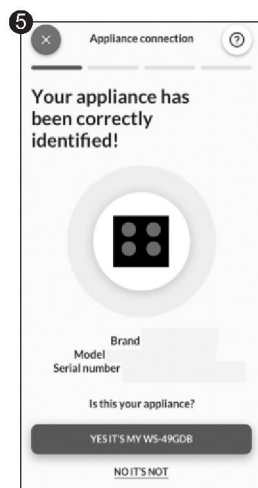 5
Appliance connection
?
Your appliance has
been correctly
identified!
Brand
Model
Serial number
Is this your appliance?
YES IT'S MY WS-49GDB
NO IT'S NOT